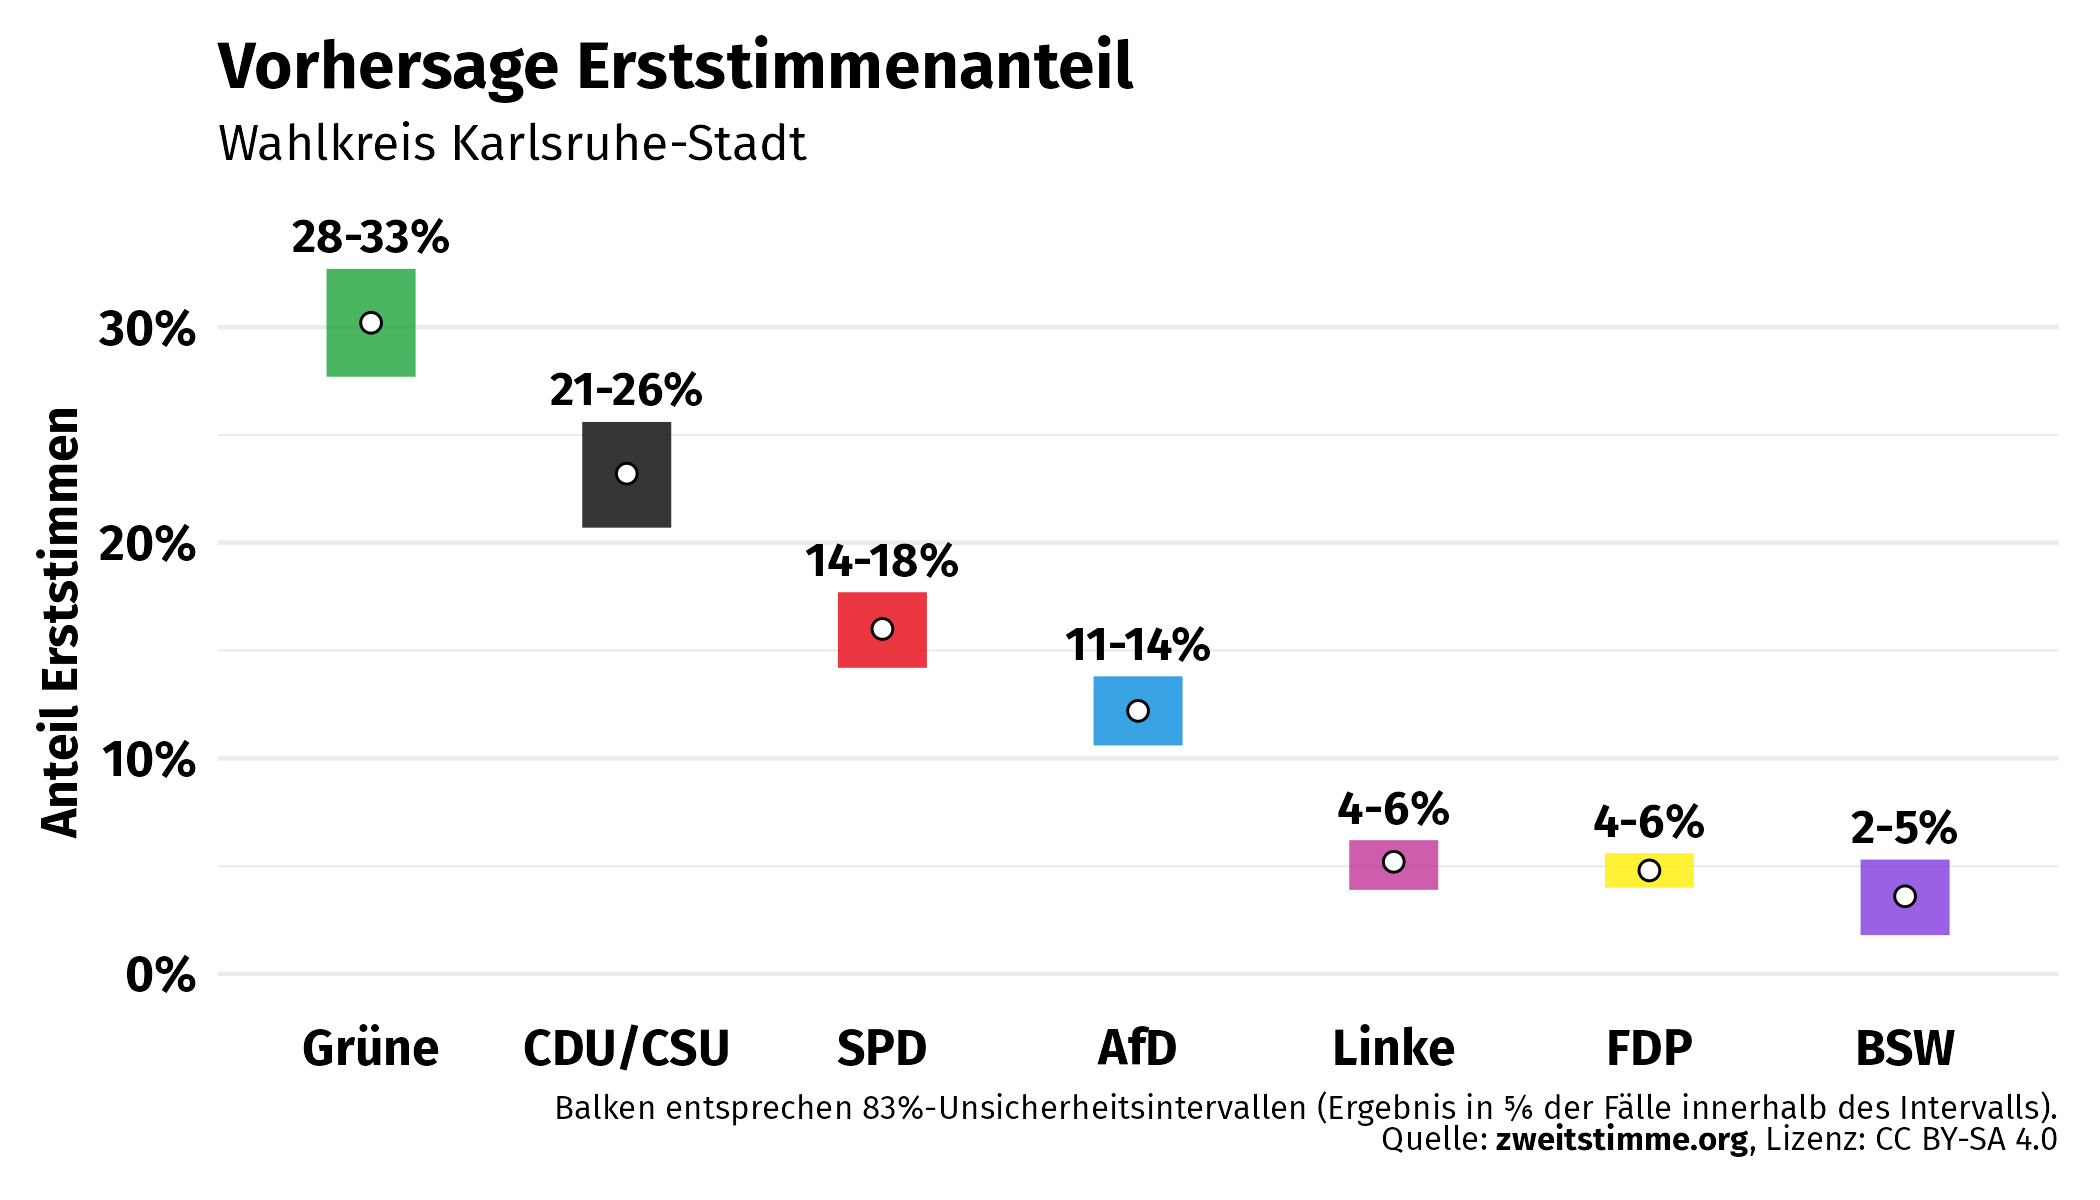 Vorhersage Erststimmenanteil
Wahlkreis Karlsruhe-Stadt
Anteil Erststimmen
30%
20%
10%
0%
28-33%
21-26%
14-18%
11-14%
4-6%
4-6%
2-5%
Grüne
CDU/CSU
SPD
AfD
Linke
FDP
BSW
Balken entsprechen 83%-Unsicherheitsintervallen (Ergebnis in ⅚ der Fälle innerhalb des Intervalls).
Quelle: zweitstimme.org, Lizenz: CC BY-SA 4.0